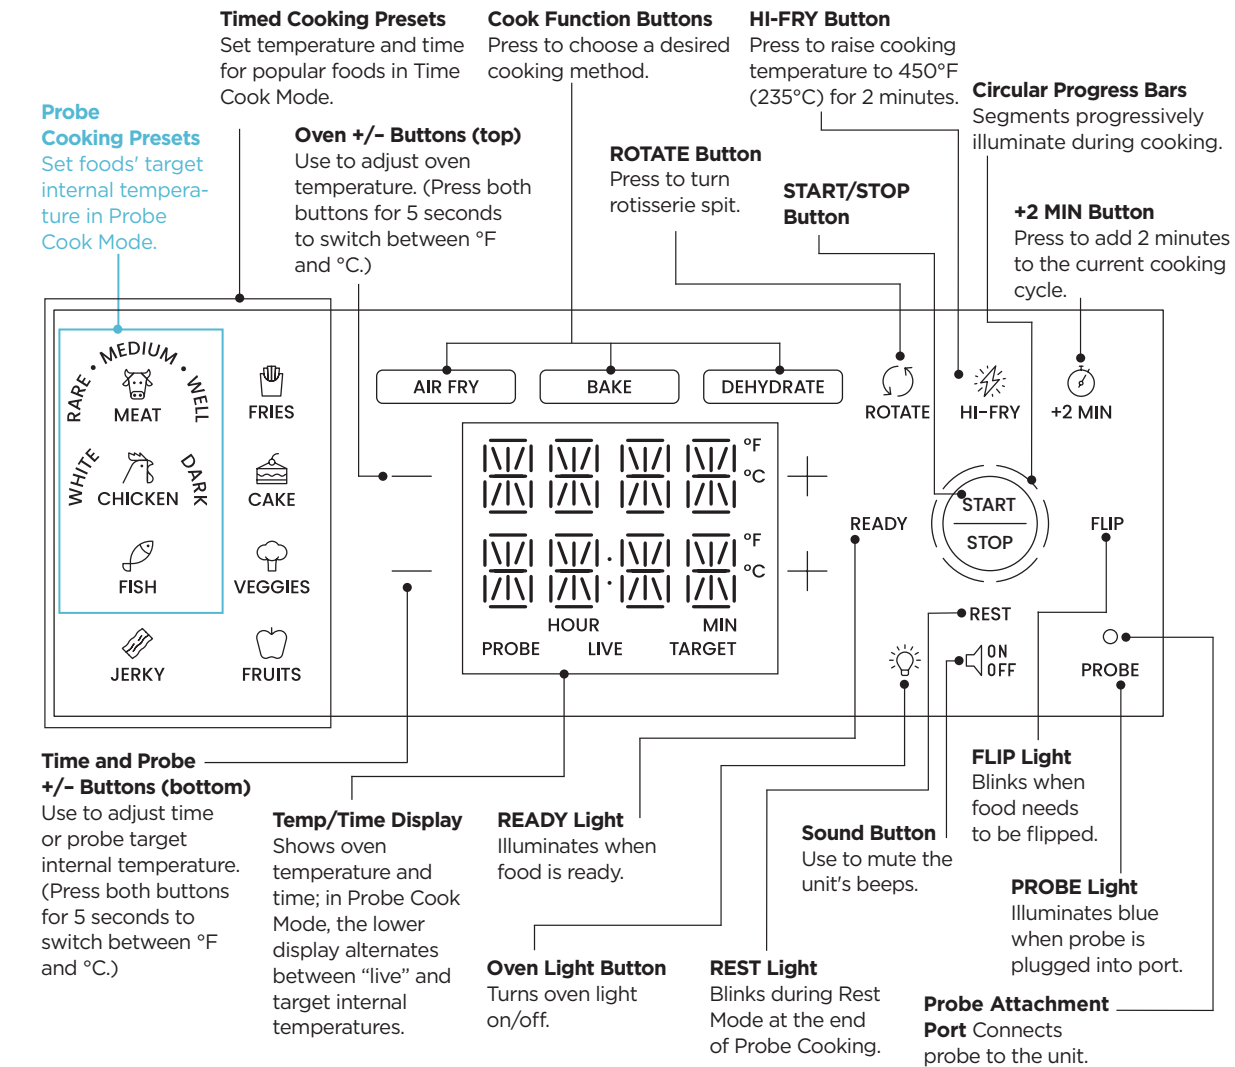 Timed Cooking Presets
Set temperature and time
for popular foods in Time
Cook Mode.
Cook Function Buttons
Press to choose a desired
cooking method.
HI-FRY Button
Press to raise cooking
temperature to 450°F
(235°C) for 2 minutes.
Circular Progress Bars
Segments progressively
illuminate during cooking.
Probe
Cooking Presets
Set foods' target
internal tempera-
ture in Probe
Cook Mode.
Oven +/– Buttons (top)
Use to adjust oven
temperature. (Press both
buttons for 5 seconds
to switch between °F
and °C.)
ROTATE Button
Press to turn
rotisserie spit.
START/STOP
Button
+2 MIN Button
Press to add 2 minutes
to the current cooking
cycle.
RARE • MEDIUM • WELL
MEAT
FRIES
WHITE
DARK
CHICKEN
CAKE
FISH
VEGGIES
JERKY
FRUITS
AIR FRY
BAKE
DEHYDRATE
ROTATE
HI-FRY
+2 MIN
°F
°C
°F
°C
HOUR
MIN
PROBE
LIVE
TARGET
READY
START
STOP
FLIP
REST
ON
OFF
PROBE
Time and Probe
+/– Buttons (bottom)
Use to adjust time
or probe target
internal temperature.
(Press both buttons
for 5 seconds to
switch between °F
and °C.)
Temp/Time Display
Shows oven
temperature and
time; in Probe Cook
Mode, the lower
display alternates
between “live” and
target internal
temperatures.
READY Light
Illuminates when
food is ready.
Oven Light Button
Turns oven light
on/off.
REST Light
Blinks during Rest
Mode at the end
of Probe Cooking.
Sound Button
Use to mute the
unit's beeps.
FLIP Light
Blinks when
food needs
to be flipped.
PROBE Light
Illuminates blue
when probe is
plugged into port.
Probe Attachment
Port Connects
probe to the unit.